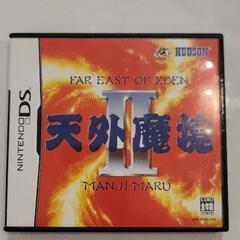 HUDSON
FAR EAST OF EDEN
II
天外魔境
MANJI MARU
NINTENDO DS